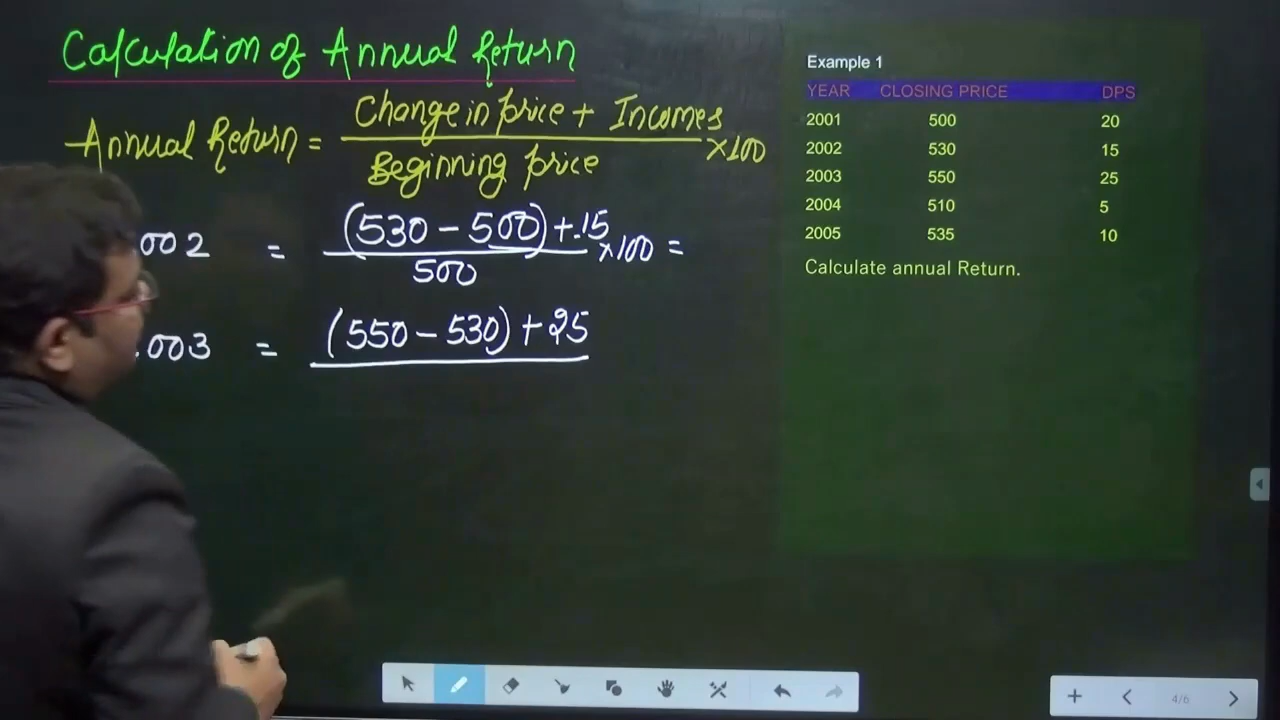 Calculation of Annual Return
Annual Return = Change in price + Incomes
Beginning price
×100
002 = (530 - 500) + 15
500
×100 =
003 = (550 - 530) + 25
Example 1
YEAR CLOSING PRICE DPS
2001 500 20
2002 530 15
2003 550 25
2004 510 5
2005 535 10
Calculate annual Return.
4/6